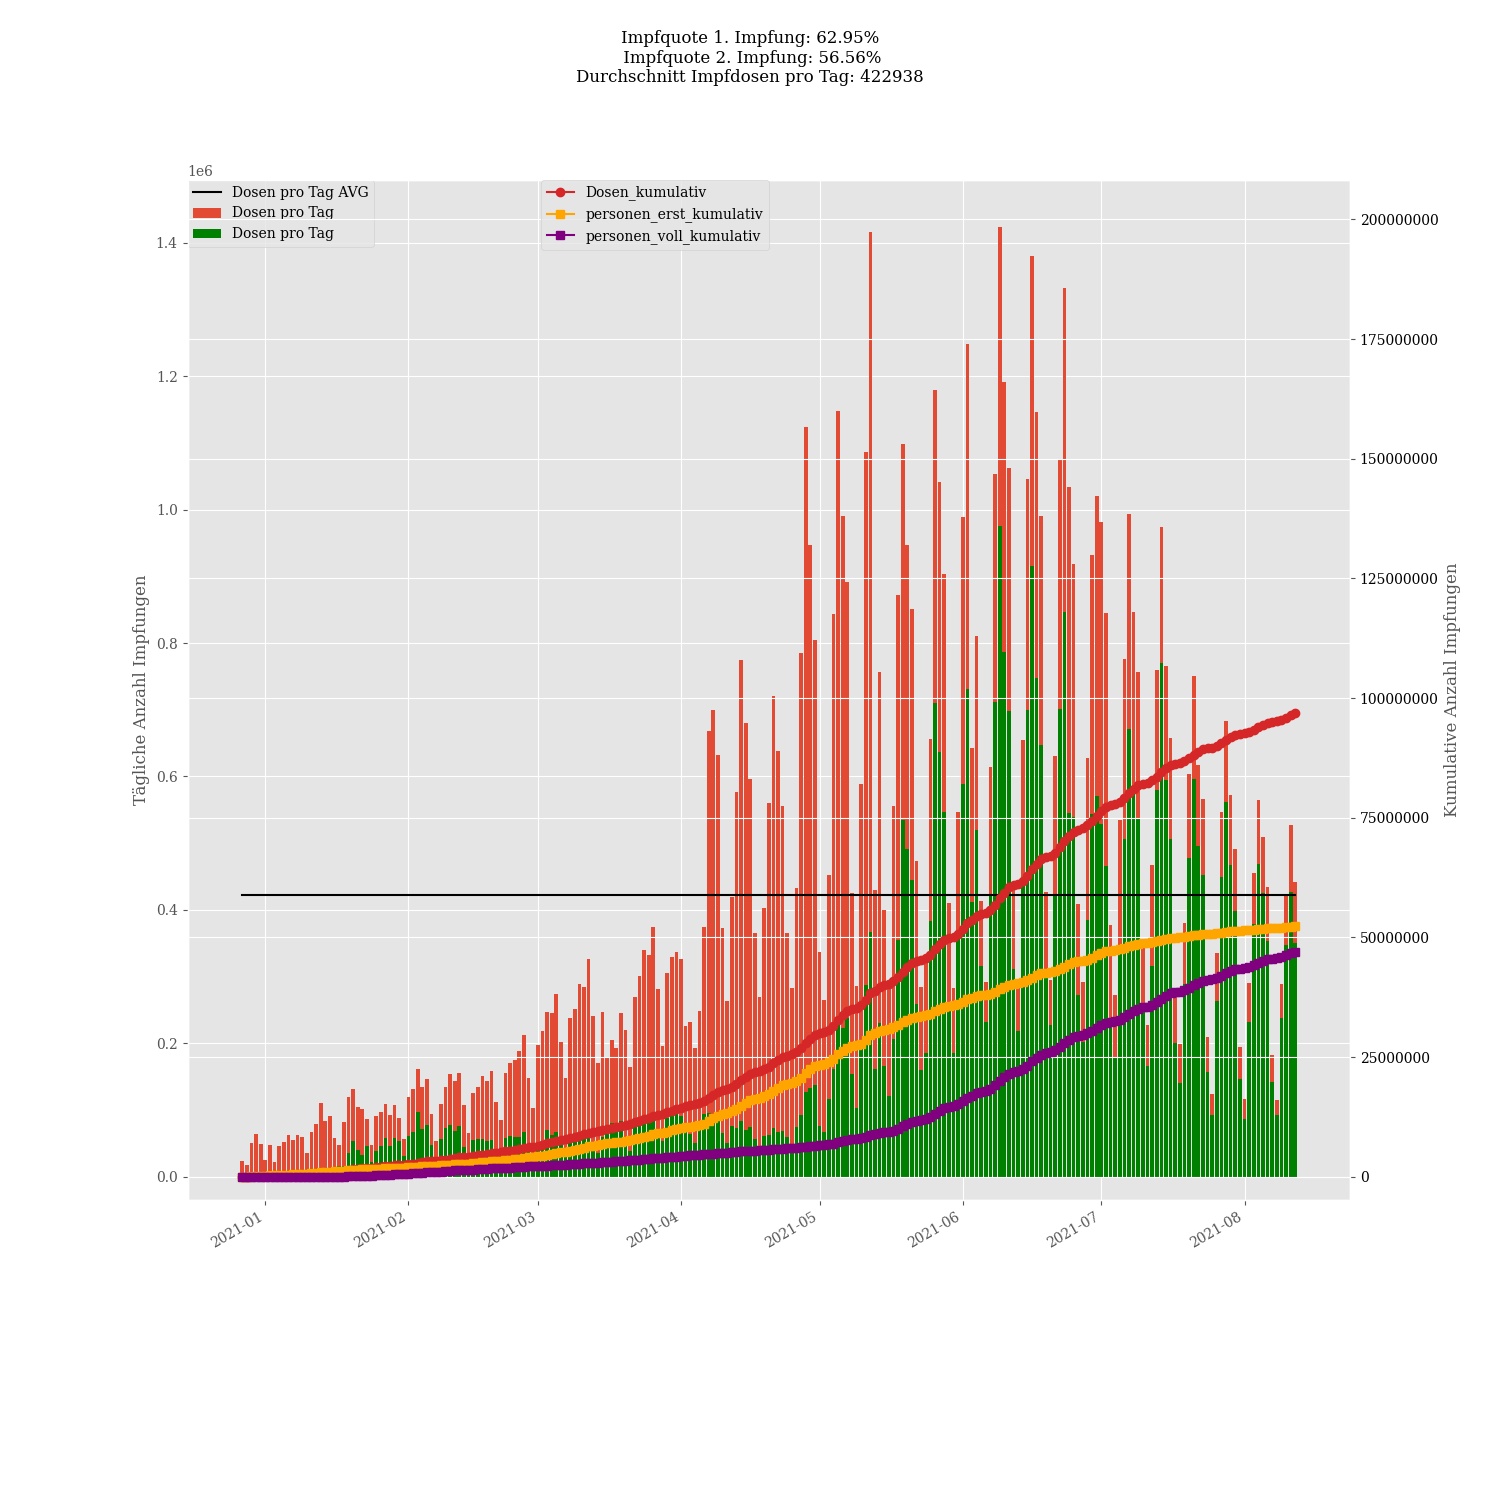 Impfquote 1. Impfung: 62.95%
Impfquote 2. Impfung: 56.56%
Durchschnitt Impfdosen pro Tag: 422938
1e6
Dosen pro Tag AVG
Dosen pro Tag
Dosen pro Tag
Dosen_kumulativ
personen_erst_kumulativ
personen_voll_kumulativ
1.4
1.2
1.0
0.8
0.6
0.4
0.2
0.0
Tägliche Anzahl Impfungen
200000000
175000000
150000000
125000000
100000000
75000000
50000000
25000000
0
Kumulative Anzahl Impfungen
2021-01
2021-02
2021-03
2021-04
2021-05
2021-06
2021-07
2021-08